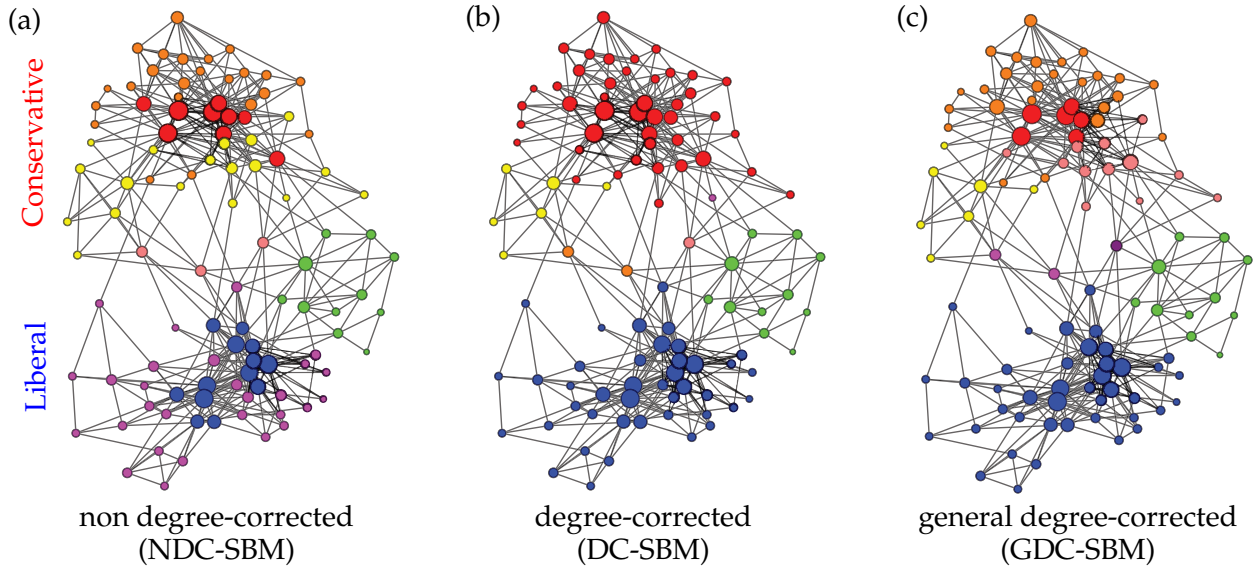 (a)
(b)
(c)
Conservative
Liberal
non degree-corrected
(NDC-SBM)
degree-corrected
(DC-SBM)
general degree-corrected
(GDC-SBM)